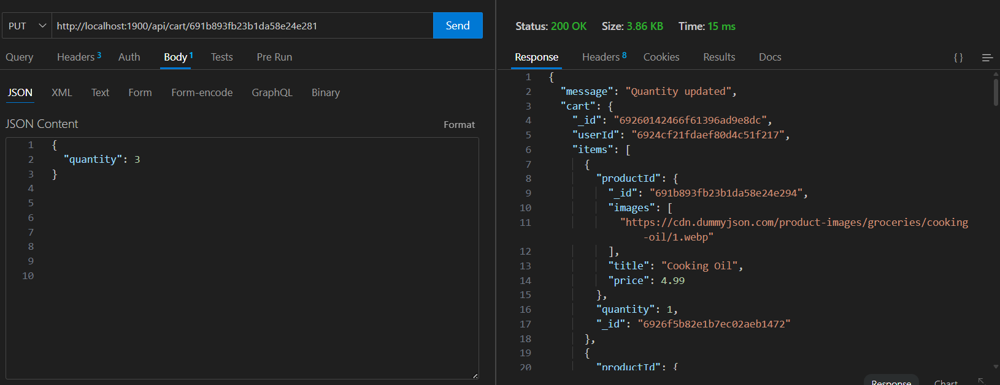 PUT http://localhost:1900/api/cart/691b893fb23b1da58e24e281 Send
Query Headers 3 Auth Body 1 Tests Pre Run
JSON XML Text Form Form-encode GraphQL Binary
JSON Content Format
1 {
2 "quantity": 3
3 }
4
5
6
7
8
9
10
Status: 200 OK Size: 3.86 KB Time: 15 ms
Response Headers 8 Cookies Results Docs { }
1 {
2 "message": "Quantity updated",
3 "cart": {
4 "_id": "69260142466f61396ad9e8dc",
5 "userId": "6924cf21fdaef80d4c51f217",
6 "items": [
7 {
8 "productId": {
9 "_id": "691b893fb23b1da58e24e294",
10 "images": [
11 "https://cdn.dummyjson.com/product-images/groceries/cooking
-oil/1.webp"
12 ],
13 "title": "Cooking Oil",
14 "price": 4.99
15 },
16 "quantity": 1,
17 "_id": "6926f5b82e1b7ec02aeb1472"
18 },
19 {
20 "productId": {
Response Chart